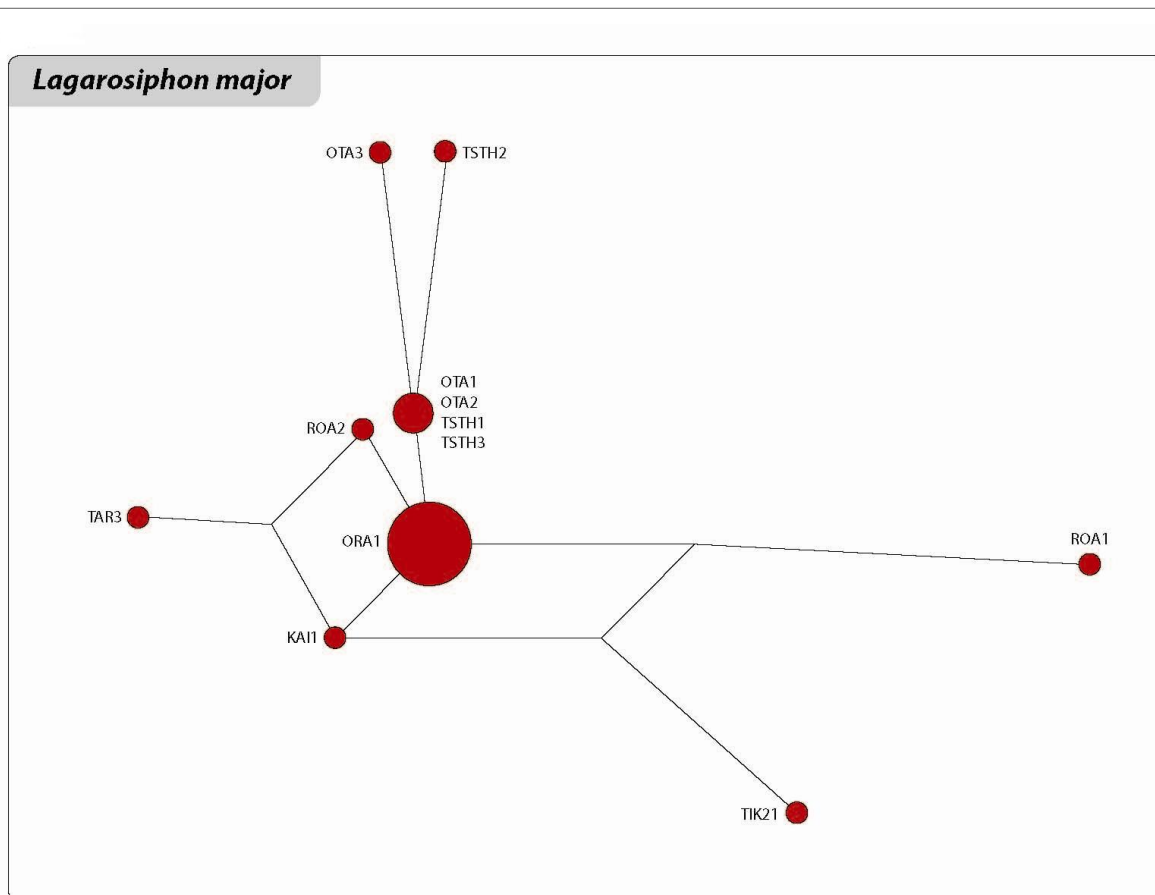 Lagarosiphon major
OTA3
TSTH2
OTA1
OTA2
TSTH1
TSTH3
ROA2
TAR3
ORA1
ROA1
KAI1
TIK21